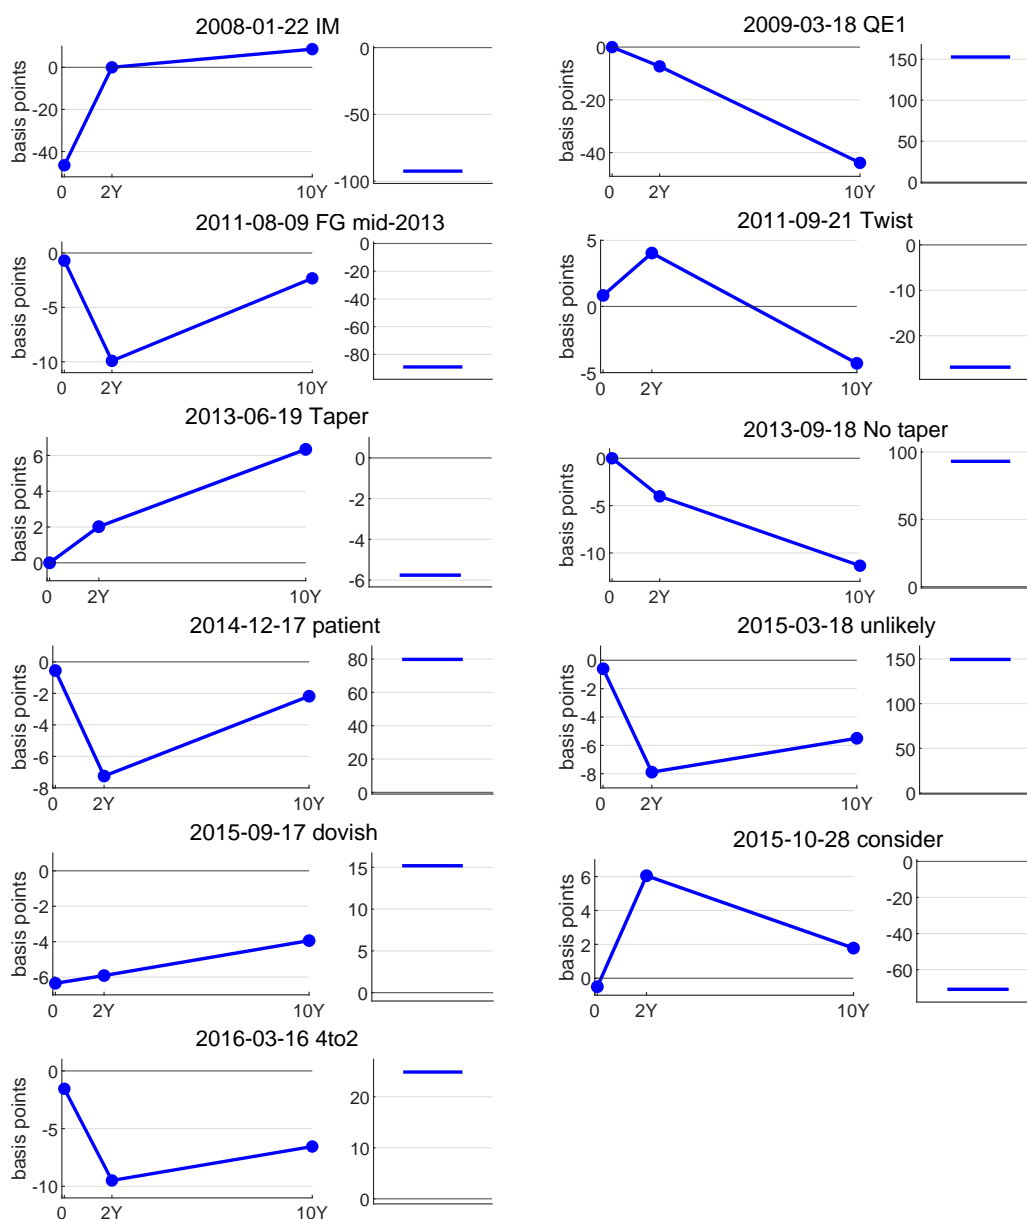 2008-01-22 IM
basis points
0
-20
-40
0
2Y
10Y
0
-50
-100
2009-03-18 QE1
basis points
0
-20
-40
0
2Y
10Y
150
100
50
0
2011-08-09 FG mid-2013
basis points
0
-5
-10
0
2Y
10Y
0
-20
-40
-60
-80
2011-09-21 Twist
basis points
5
0
-5
0
2Y
10Y
0
-10
-20
2013-06-19 Taper
basis points
6
4
2
0
0
2Y
10Y
0
-2
-4
-6
2013-09-18 No taper
basis points
0
-5
-10
0
2Y
10Y
100
50
0
2014-12-17 patient
basis points
0
-2
-4
-6
-8
0
2Y
10Y
80
60
40
20
0
2015-03-18 unlikely
basis points
0
-2
-4
-6
-8
0
2Y
10Y
150
100
50
0
2015-09-17 dovish
basis points
0
-2
-4
-6
0
2Y
10Y
15
10
5
0
2015-10-28 consider
basis points
6
4
2
0
0
2Y
10Y
0
-20
-40
-60
2016-03-16 4to2
basis points
0
-5
-10
0
2Y
10Y
20
10
0